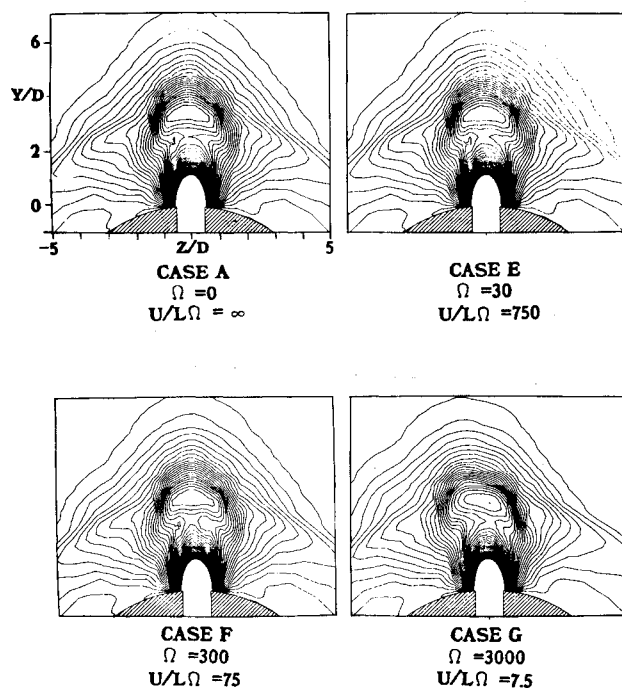 6
Y/D
2
0
-5
Z/D
5
CASE A
Ω =0
U/LΩ = ∞
CASE E
Ω =30
U/LΩ =750
CASE F
Ω =300
U/LΩ =75
CASE G
Ω =3000
U/LΩ =7.5